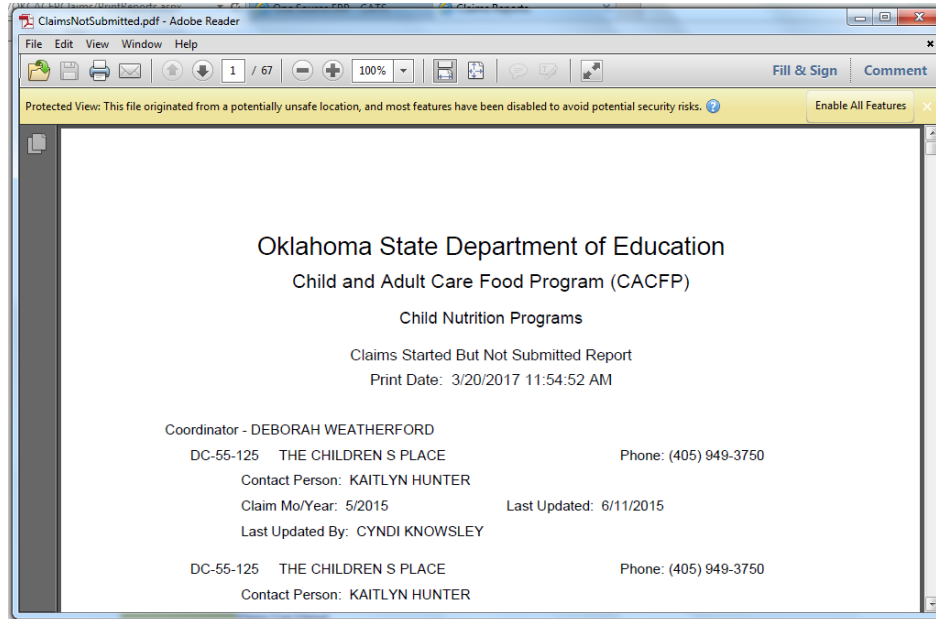 ClaimsNotSubmitted.pdf - Adobe Reader
File Edit View Window Help
1 / 67 100% Fill & Sign Comment
Protected View: This file originated from a potentially unsafe location, and most features have been disabled to avoid potential security risks. Enable All Features
Oklahoma State Department of Education
Child and Adult Care Food Program (CACFP)
Child Nutrition Programs
Claims Started But Not Submitted Report
Print Date: 3/20/2017 11:54:52 AM
Coordinator - DEBORAH WEATHERFORD
DC-55-125 THE CHILDREN S PLACE Phone: (405) 949-3750
Contact Person: KAITLYN HUNTER
Claim Mo/Year: 5/2015 Last Updated: 6/11/2015
Last Updated By: CYNDI KNOWSLEY
DC-55-125 THE CHILDREN S PLACE Phone: (405) 949-3750
Contact Person: KAITLYN HUNTER